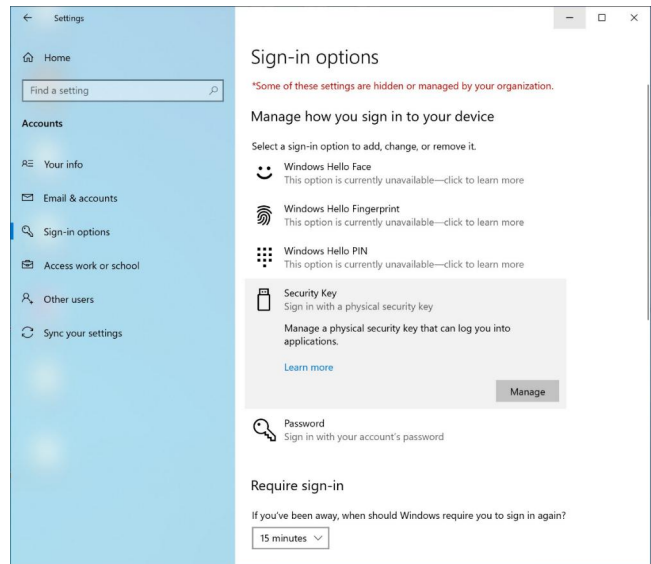 Settings
Home
Find a setting
Accounts
Your info
Email & accounts
Sign-in options
Access work or school
Other users
Sync your settings
Sign-in options
*Some of these settings are hidden or managed by your organization.
Manage how you sign in to your device
Select a sign-in option to add, change, or remove it.
Windows Hello Face
This option is currently unavailable—click to learn more
Windows Hello Fingerprint
This option is currently unavailable—click to learn more
Windows Hello PIN
This option is currently unavailable—click to learn more
Security Key
Sign in with a physical security key
Manage a physical security key that can log you into
applications.
Learn more
Manage
Password
Sign in with your account's password
Require sign-in
If you've been away, when should Windows require you to sign in again?
15 minutes